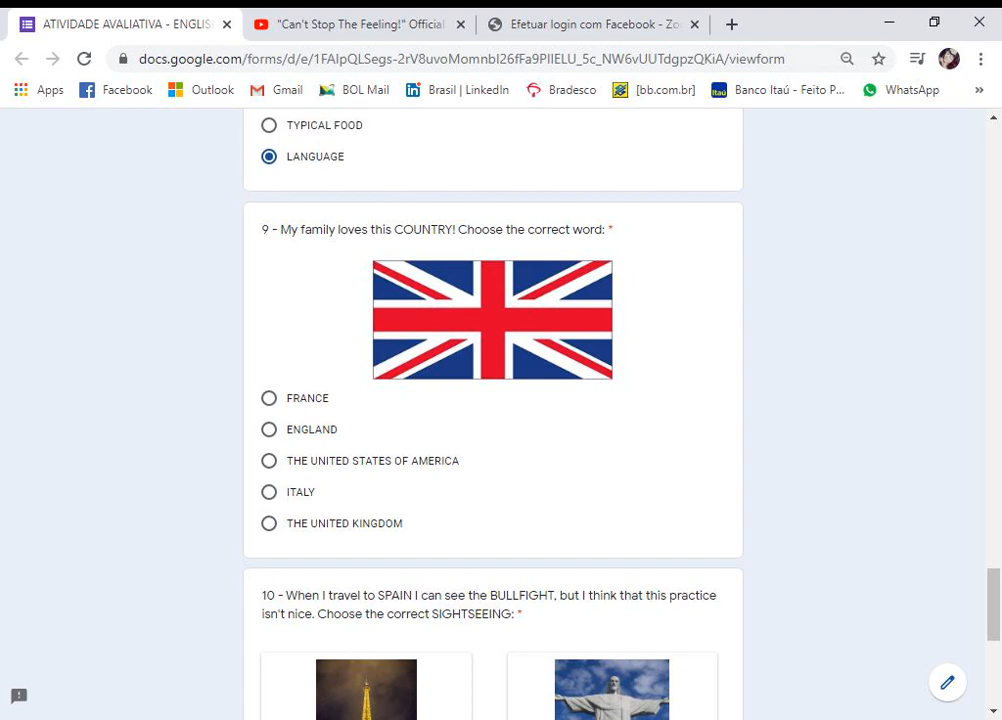 ATIVIDADE AVALIATIVA - ENGLIS
"Can't Stop The Feeling!" Official
Efetuar login com Facebook - Zo
docs.google.com/forms/d/e/
Apps
Facebook
Outlook
Gmail
BOL Mail
Brasil | LinkedIn
Bradesco
[bb.com.br]
Itaú
Banco Itaú - Feito P...
WhatsApp
»
TYPICAL FOOD
LANGUAGE
9 - My family loves this COUNTRY! Choose the correct word: *
FRANCE
ENGLAND
THE UNITED STATES OF AMERICA
ITALY
THE UNITED KINGDOM
10 - When I travel to SPAIN I can see the BULLFIGHT, but I think that this practice
isn't nice. Choose the correct SIGHTSEEING: *